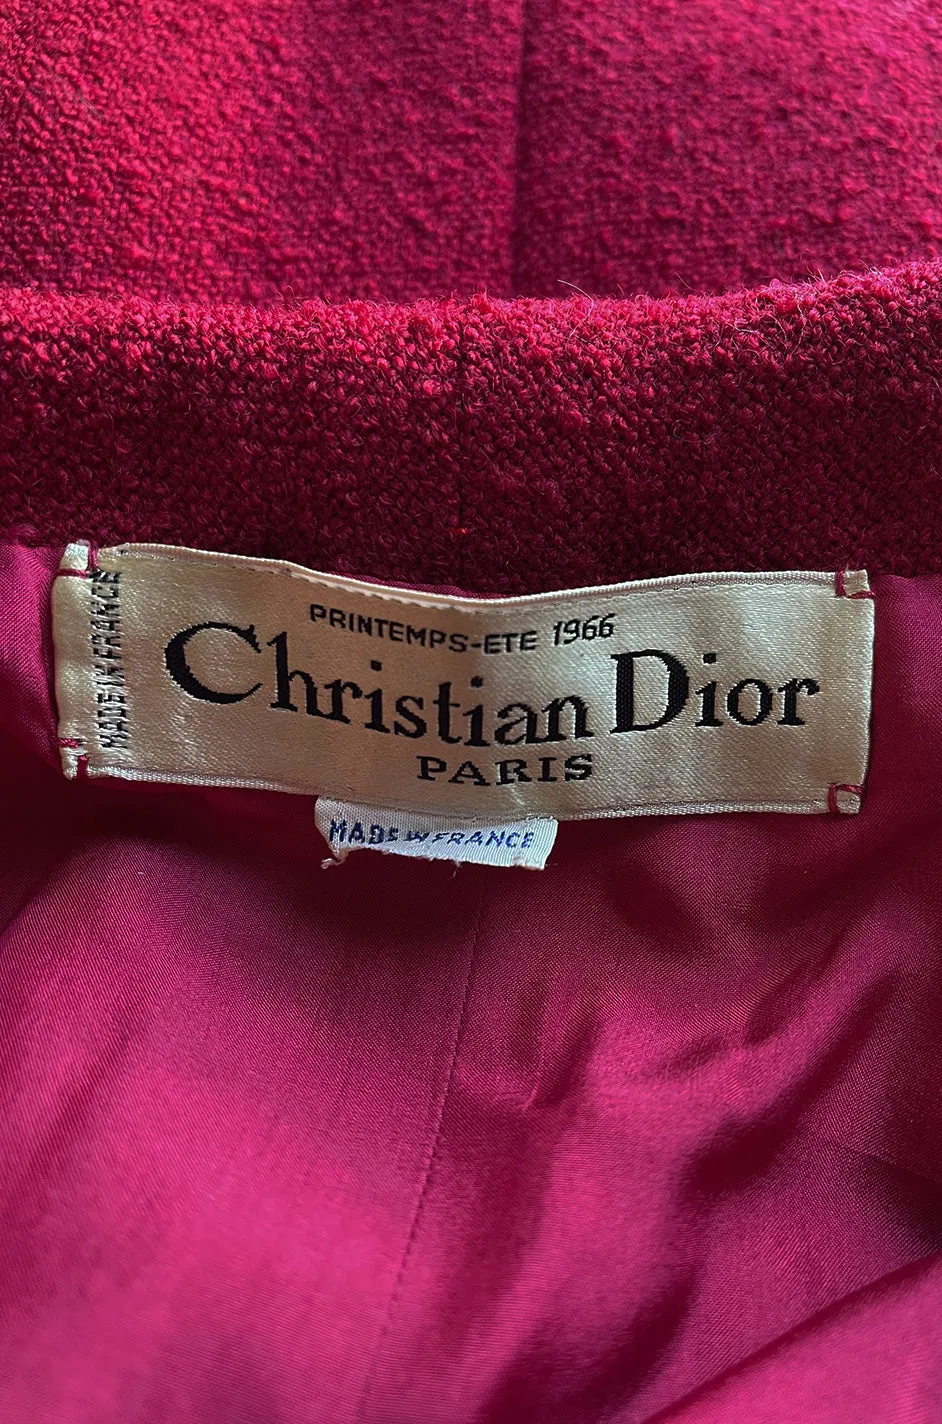 PRINTEMPS-ETE 1966
Christian Dior
PARIS
MADE IN FRANCE
MADE IN FRANCE